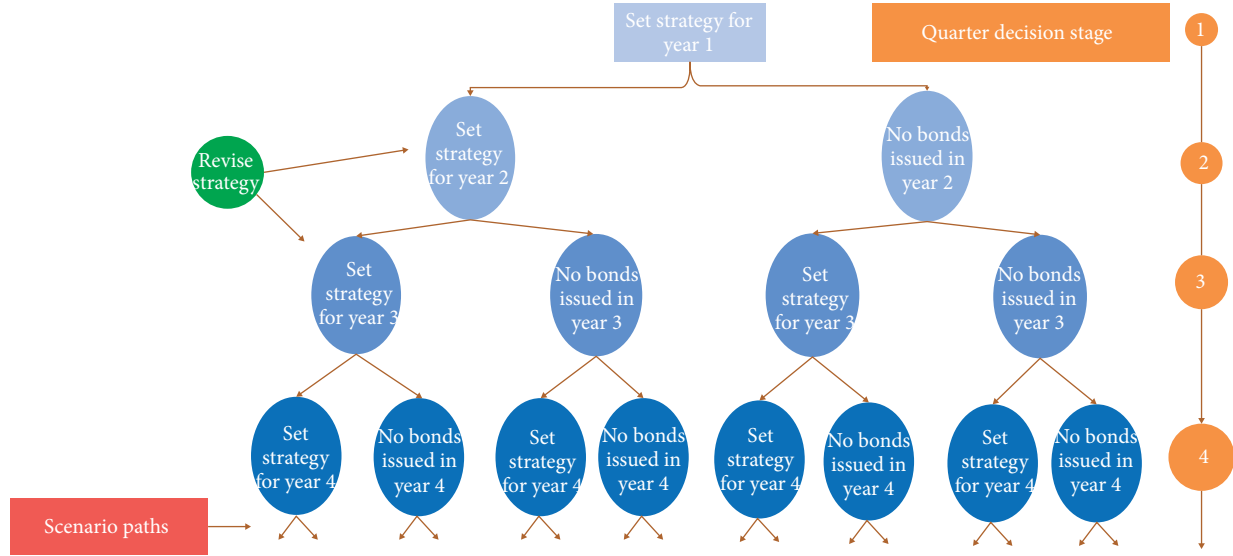 Set strategy for
year 1
Quarter decision stage
1
Set
strategy
for year 2
No bonds
issued in
year 2
Revise
strategy
2
Set
strategy
for year 3
No bonds
issued in
year 3
Set
strategy
for year 3
No bonds
issued in
year 3
3
Set
strategy
for year 4
No bonds
issued in
year 4
Set
strategy
for year 4
No bonds
issued in
year 4
Set
strategy
for year 4
No bonds
issued in
year 4
Set
strategy
for year 4
No bonds
issued in
year 4
4
Scenario paths